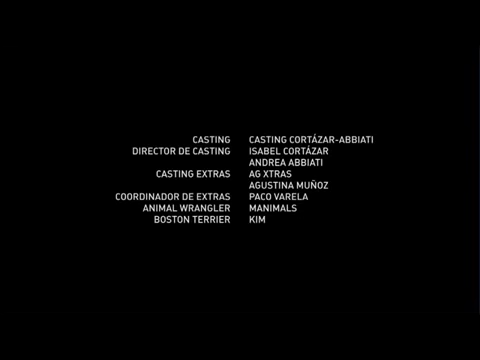 CASTING CASTING CORTÁZAR-ABBIATI
DIRECTOR DE CASTING ISABEL CORTÁZAR
ANDREA ABBIATI
CASTING EXTRAS AG XTRAS
AGUSTINA MUÑOZ
COORDINADOR DE EXTRAS PACO VARELA
ANIMAL WRANGLER MANIMALS
BOSTON TERRIER KIM